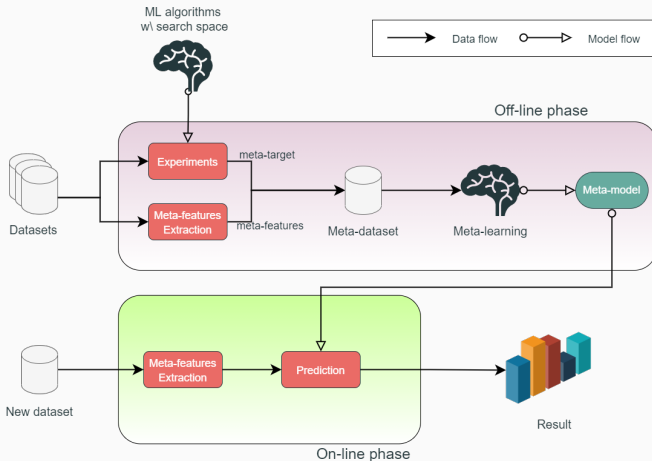 ML algorithms
w\ search space
Data flow
Model flow
Off-line phase
Experiments
meta-target
Meta-features
Extraction
meta-features
Datasets
Meta-dataset
Meta-learning
Meta-model
Meta-features
Extraction
Prediction
New dataset
Result
On-line phase